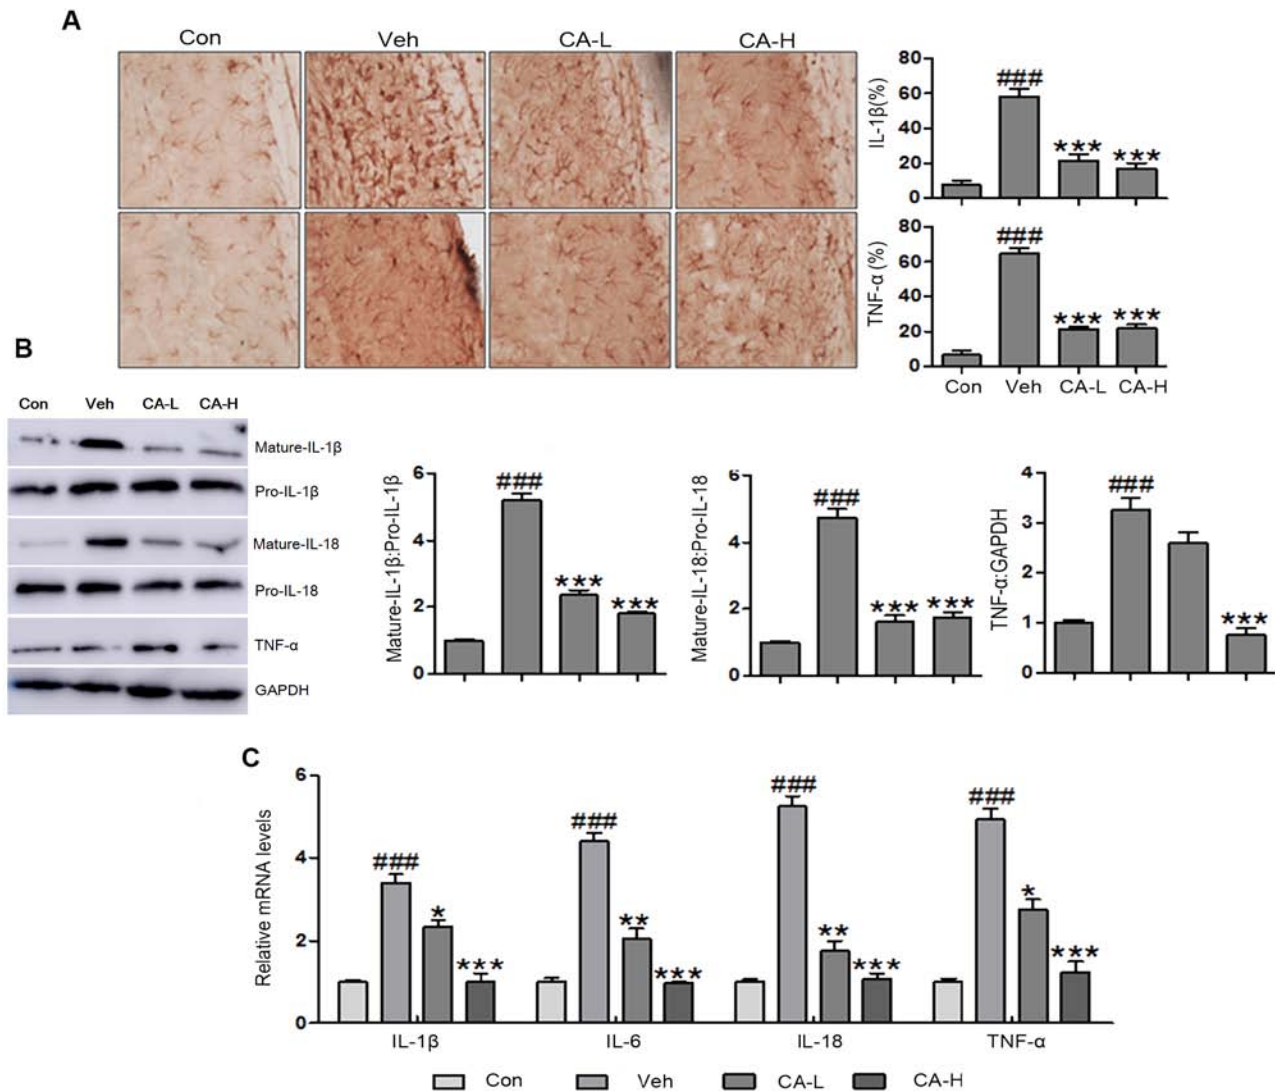 A
Con Veh CA-L CA-H
80
60
40
20
0
IL-1β(%)
###
***
***
80
60
40
20
0
TNF-α (%)
###
***
***
Con Veh CA-L CA-H
B
Con Veh CA-L CA-H
Mature-IL-1β
Pro-IL-1β
Mature-IL-18
Pro-IL-18
TNF-α
GAPDH
6
4
2
0
Mature-IL-1β:Pro-IL-1β
###
***
***
6
4
2
0
Mature-IL-18:Pro-IL-18
###
***
***
4
3
2
1
0
TNF-α:GAPDH
###
***
C
6
4
2
0
Relative mRNA levels
###
*
***
###
**
***
###
**
***
###
*
***
IL-1β IL-6 IL-18 TNF-α
Con Veh CA-L CA-H